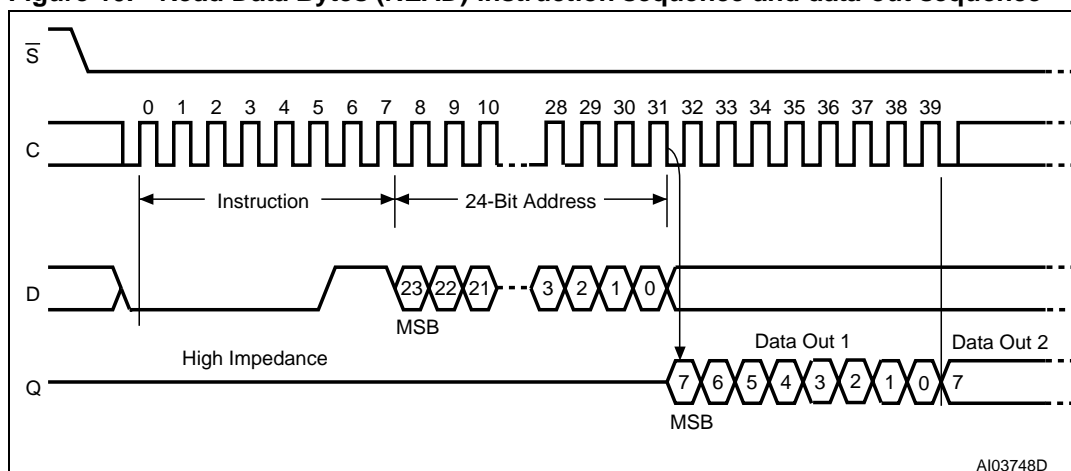 Figure 13. Read Data Bytes (READ) instruction sequence and data-out sequence
S
0 1 2 3 4 5 6 7 8 9 10 28 29 30 31 32 33 34 35 36 37 38 39
C
Instruction 24-Bit Address
D 23 22 21 3 2 1 0
MSB
Data Out 1 Data Out 2
High Impedance
Q 7 6 5 4 3 2 1 0 7
MSB
AI03748D